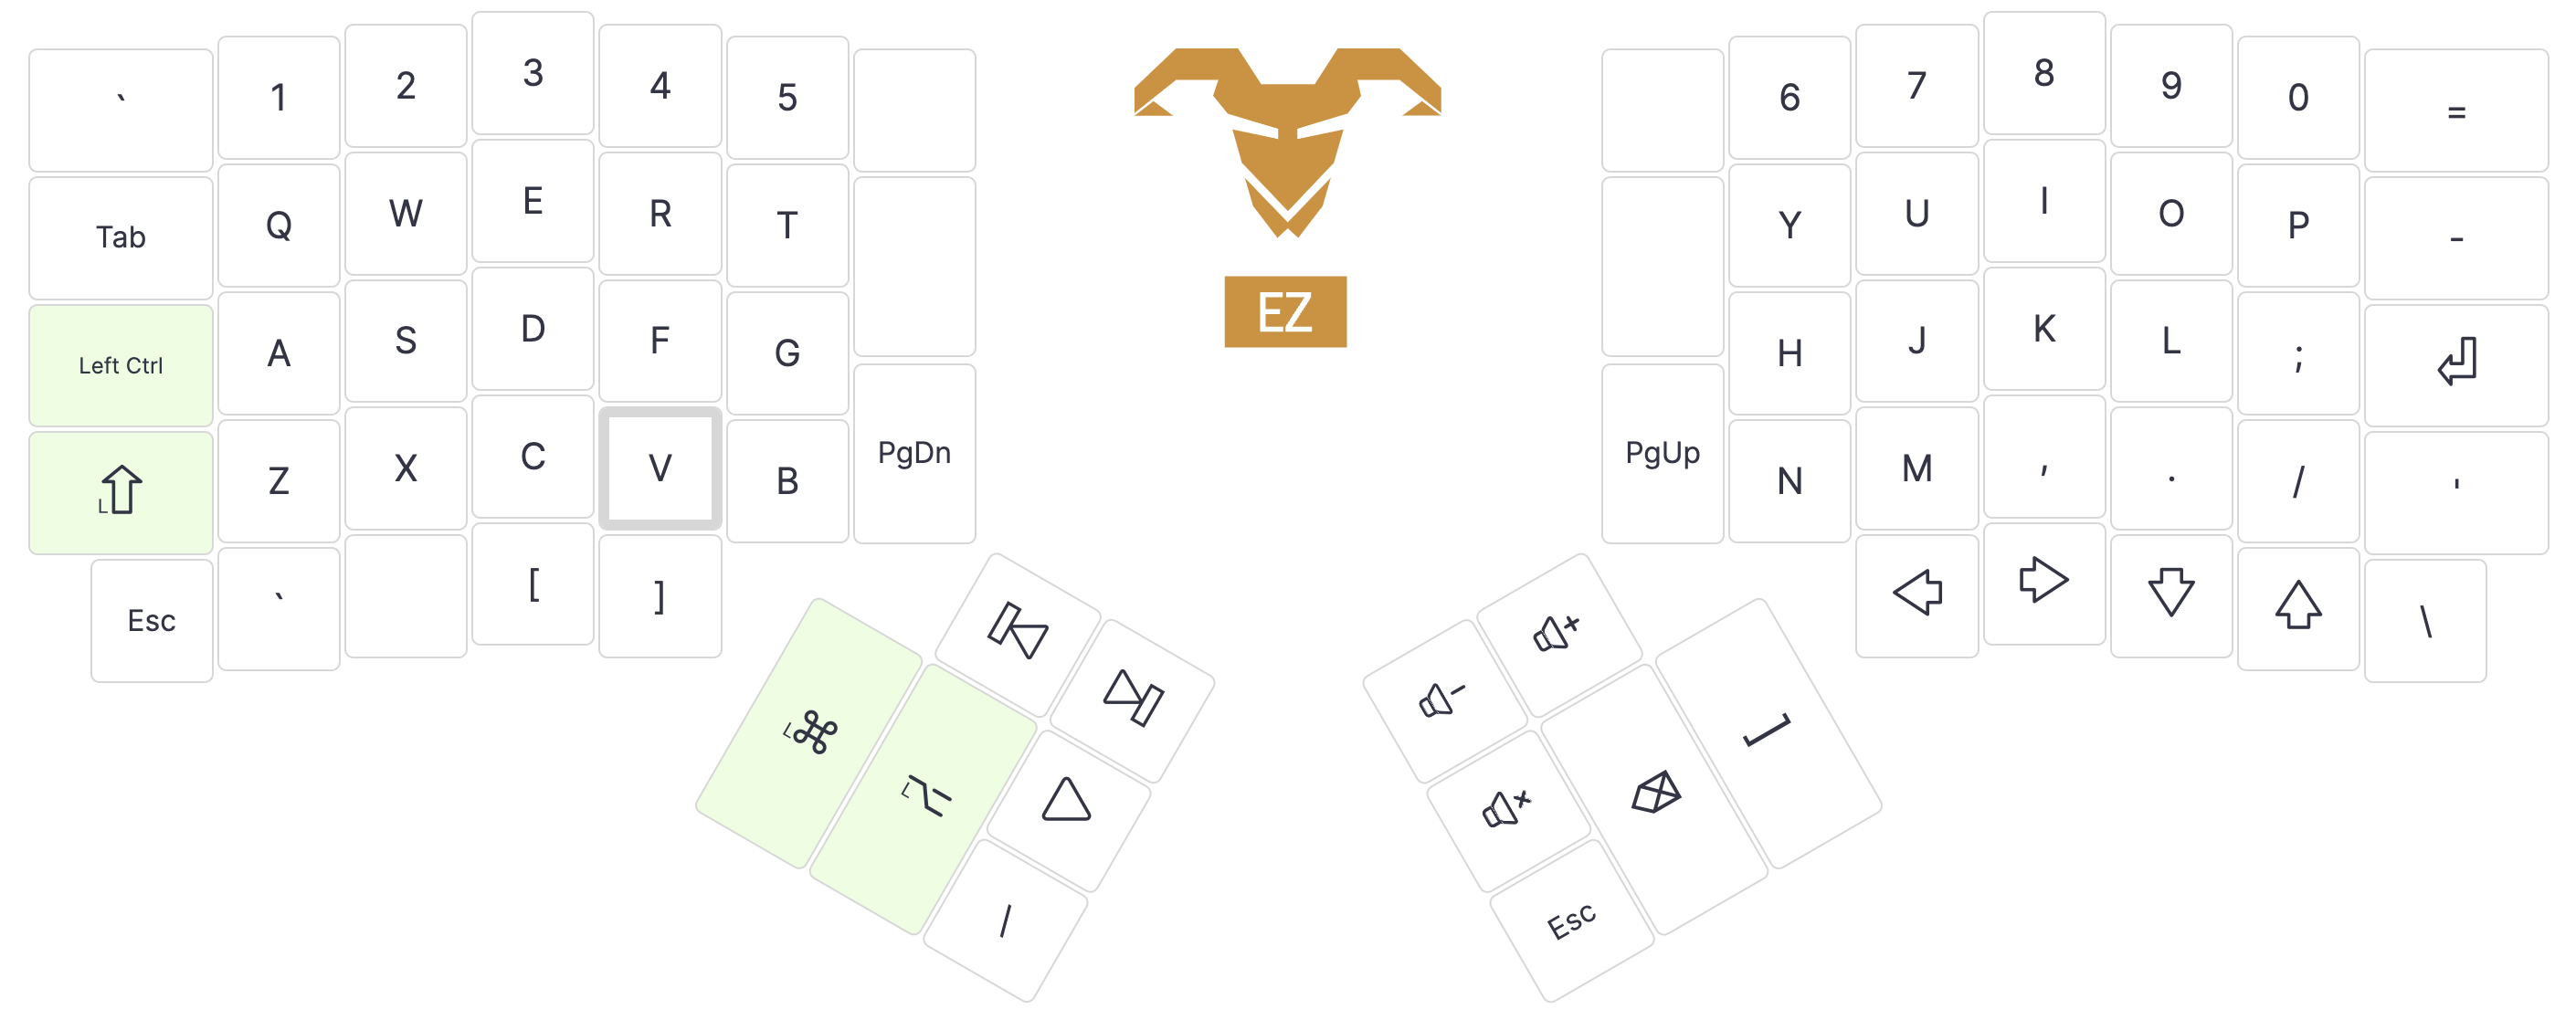 ` 1 2 3 4 5 6 7 8 9 0 =
Tab Q W E R T Y U I O P -
EZ
Left Ctrl A S D F G H J K L ;
L Z X C V B PgDn PgUp N M , . / '
Esc ` [ ] \
L
L
/ Esc